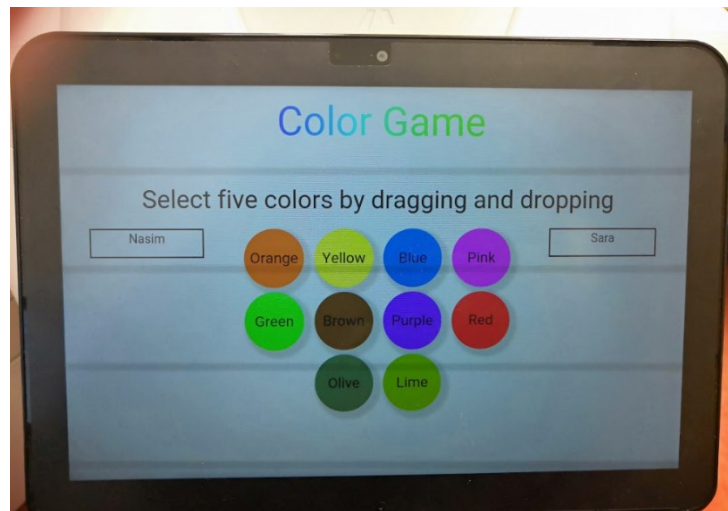 Color Game
Select five colors by dragging and dropping
Nasim
Sara
Orange Yellow Blue Pink
Green Brown Purple Red
Olive Lime